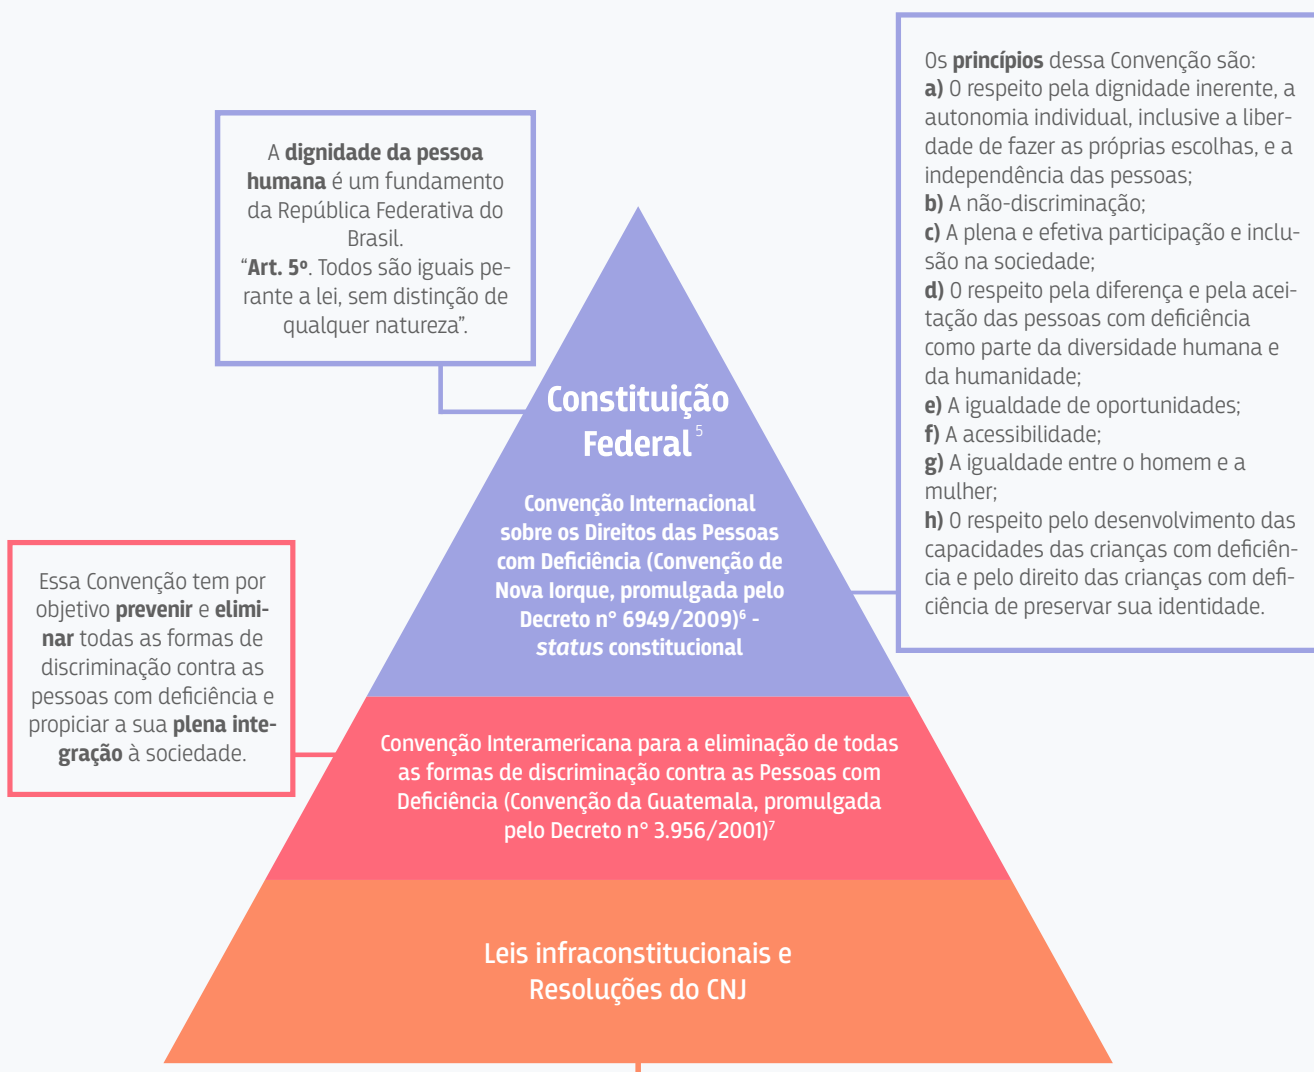 Os princípios dessa Convenção são:
a) O respeito pela dignidade inerente, a
autonomia individual, inclusive a liber-
dade de fazer as próprias escolhas, e a
independência das pessoas;
b) A não-discriminação;
c) A plena e efetiva participação e inclu-
são na sociedade;
d) O respeito pela diferença e pela acei-
tação das pessoas com deficiência
como parte da diversidade humana e
da humanidade;
e) A igualdade de oportunidades;
f) A acessibilidade;
g) A igualdade entre o homem e a
mulher;
h) O respeito pelo desenvolvimento das
capacidades das crianças com deficiên-
cia e pelo direito das crianças com defi-
ciência de preservar sua identidade.
A dignidade da pessoa
humana é um fundamento
da República Federativa do
Brasil.
“Art. 5º. Todos são iguais pe-
rante a lei, sem distinção de
qualquer natureza”.
Constituição
Federal 5
Convenção Internacional
sobre os Direitos das Pessoas
com Deficiência (Convenção de
Nova Iorque, promulgada pelo
Decreto n° 6949/2009)6 -
status constitucional
Essa Convenção tem por
objetivo prevenir e elimi-
nar todas as formas de
discriminação contra as
pessoas com deficiência e
propiciar a sua plena inte-
gração à sociedade.
Convenção Interamericana para a eliminação de todas
as formas de discriminação contra as Pessoas com
Deficiência (Convenção da Guatemala, promulgada
pelo Decreto n° 3.956/2001)7
Leis infraconstitucionais e
Resoluções do CNJ